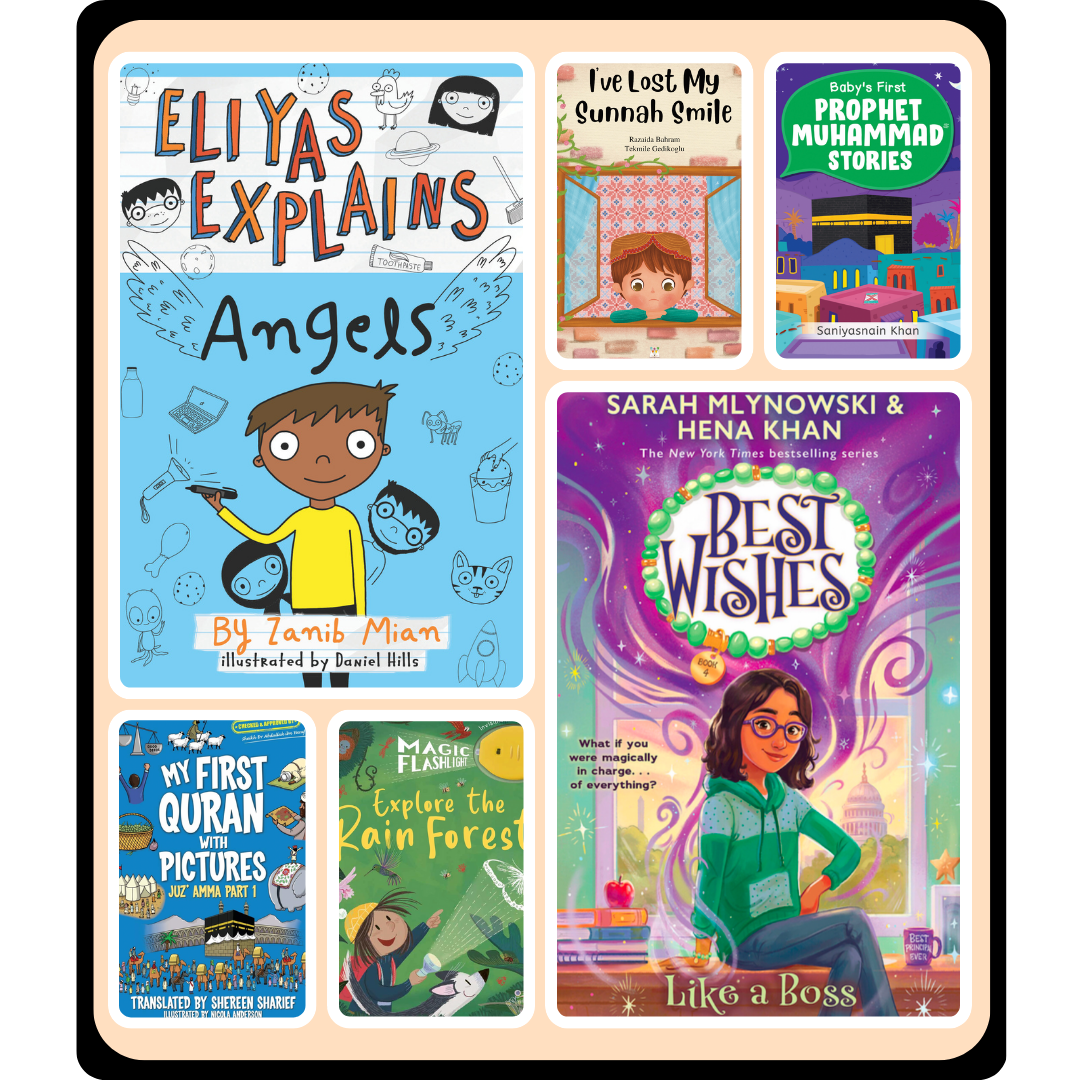 ELIYAS
EXPLAINS
TOOTHPASTE
Angels
By Zanib Mian
illustrated by Daniel Hills
I've Lost My
Sunnah Smile
Razaida Bahram
Tekmile Gedikoglu
Baby's First
PROPHET
MUHAMMAD
STORIES
Saniyasnain Khan
SARAH MLYNOWSKI &
HENA KHAN
The New York Times bestselling series
BEST
WISHES
BOOK
4
What if you
were magically
in charge. . .
of everything?
BEST
PRINCIPAL
EVER
Like a Boss
CHECKED & APPROVED BY
MY FIRST
QURAN
WITH
PICTURES
JUZ' AMMA PART 1
TRANSLATED BY SHEREEN SHARIEF
ILLUSTRATED BY NICOLA ANDERSON
MAGIC
FLASHLIGHT
Explore the
Rain Forest